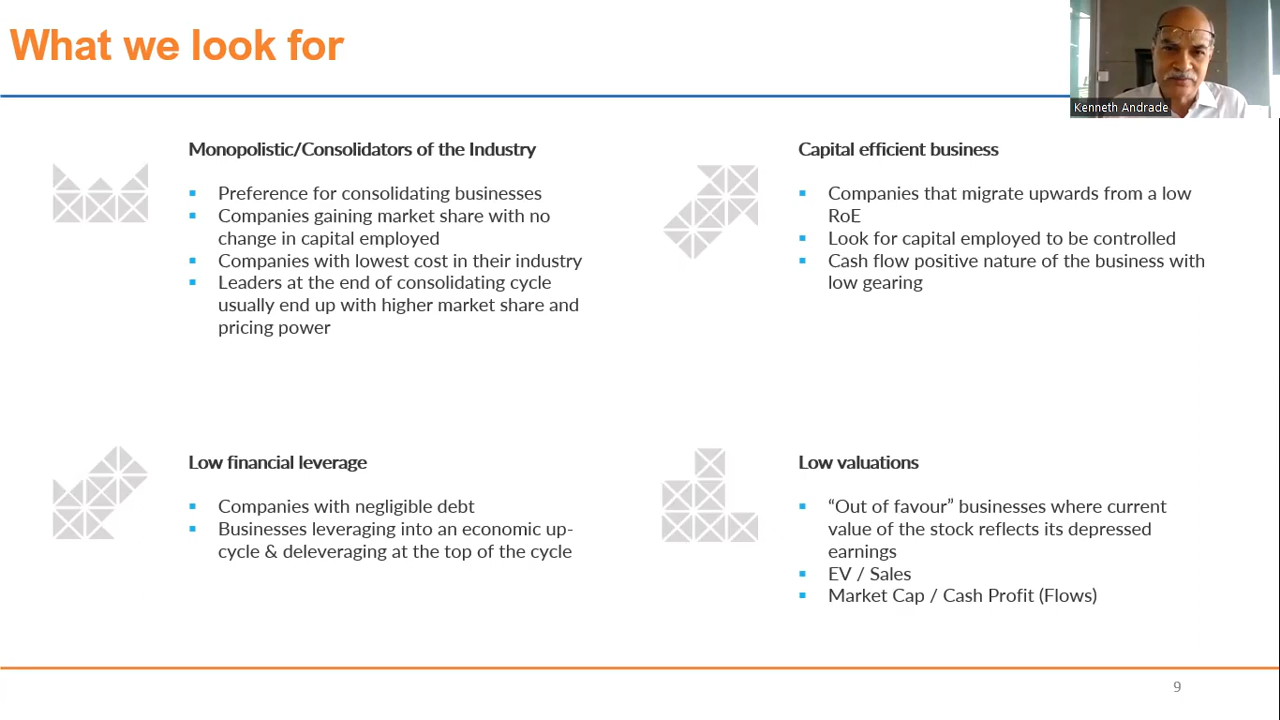 What we look for
Kenneth Andrade
Monopolistic/Consolidators of the Industry
▪ Preference for consolidating businesses
▪ Companies gaining market share with no
change in capital employed
▪ Companies with lowest cost in their industry
▪ Leaders at the end of consolidating cycle
usually end up with higher market share and
pricing power
Capital efficient business
▪ Companies that migrate upwards from a low
RoE
▪ Look for capital employed to be controlled
▪ Cash flow positive nature of the business with
low gearing
Low financial leverage
▪ Companies with negligible debt
▪ Businesses leveraging into an economic up-
cycle & deleveraging at the top of the cycle
Low valuations
▪ “Out of favour” businesses where current
value of the stock reflects its depressed
earnings
▪ EV / Sales
▪ Market Cap / Cash Profit (Flows)
9